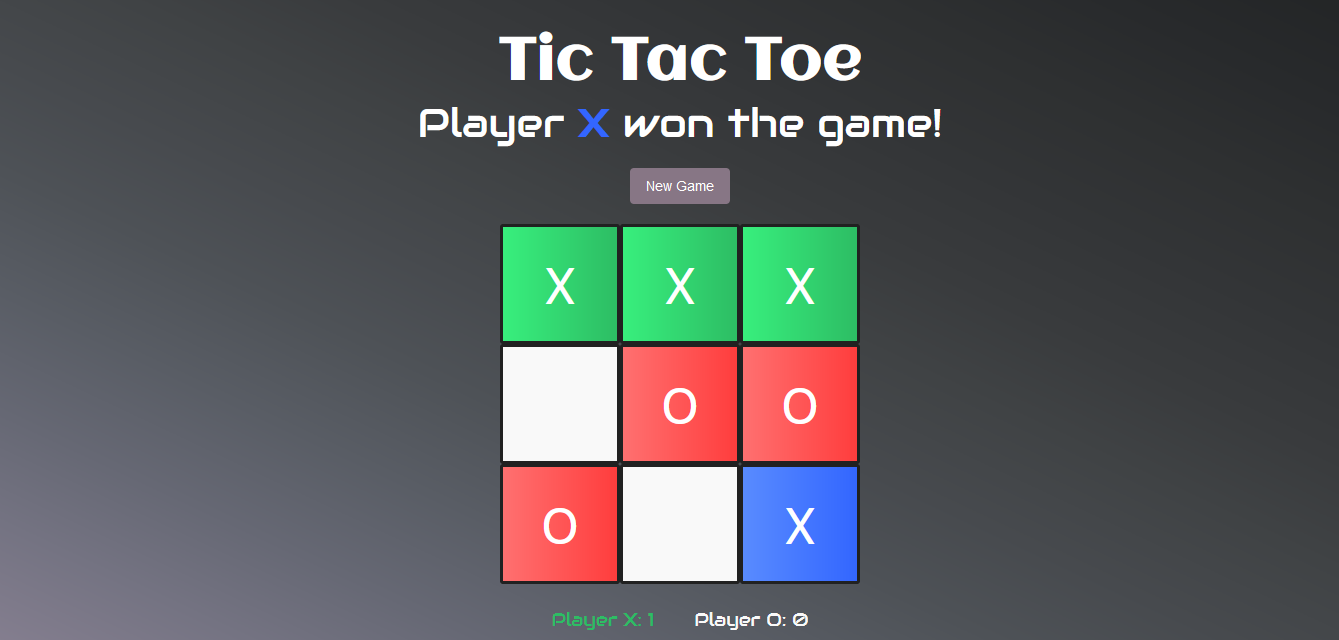 Tic Tac Toe
Player X won the game!
New Game
X X X
O O
O X
Player X: 1 Player O: 0